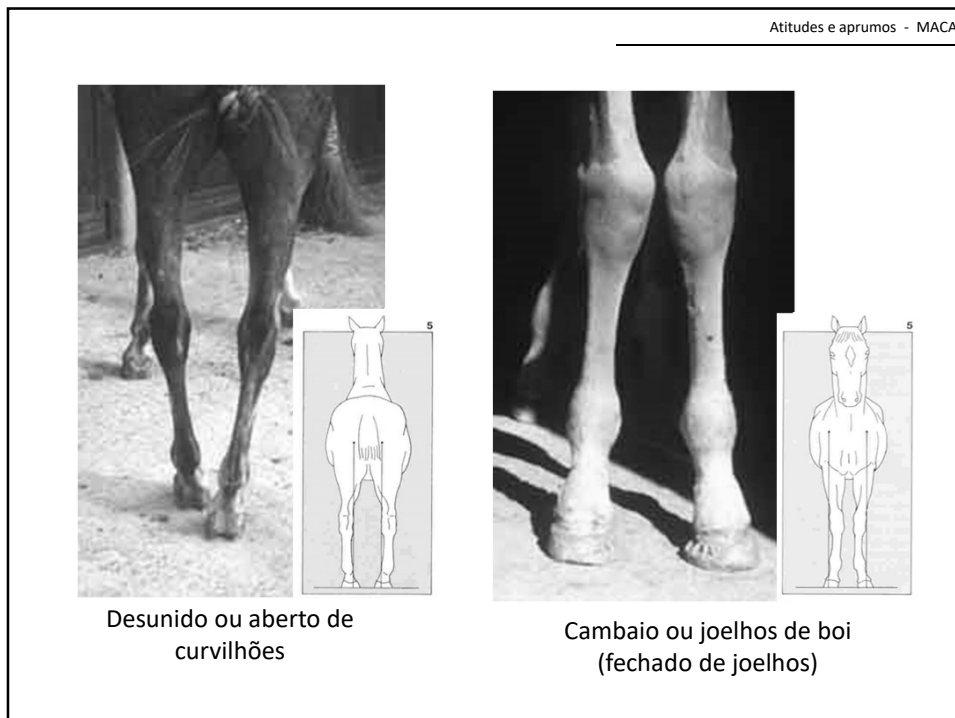 Atitudes e aprumos - MACA
5
5
Desunido ou aberto de
curvilhões
Cambaio ou joelhos de boi
(fechado de joelhos)